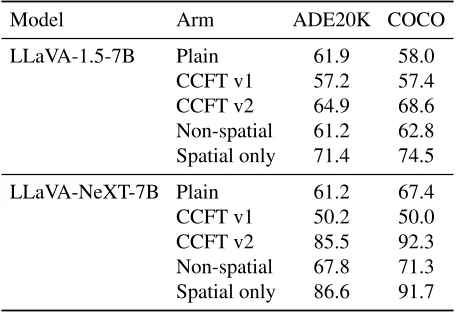 Model Arm ADE20K COCO
LLaVA-1.5-7B Plain 61.9 58.0
CCFT v1 57.2 57.4
CCFT v2 64.9 68.6
Non-spatial 61.2 62.8
Spatial only 71.4 74.5
LLaVA-NeXT-7B Plain 61.2 67.4
CCFT v1 50.2 50.0
CCFT v2 85.5 92.3
Non-spatial 67.8 71.3
Spatial only 86.6 91.7